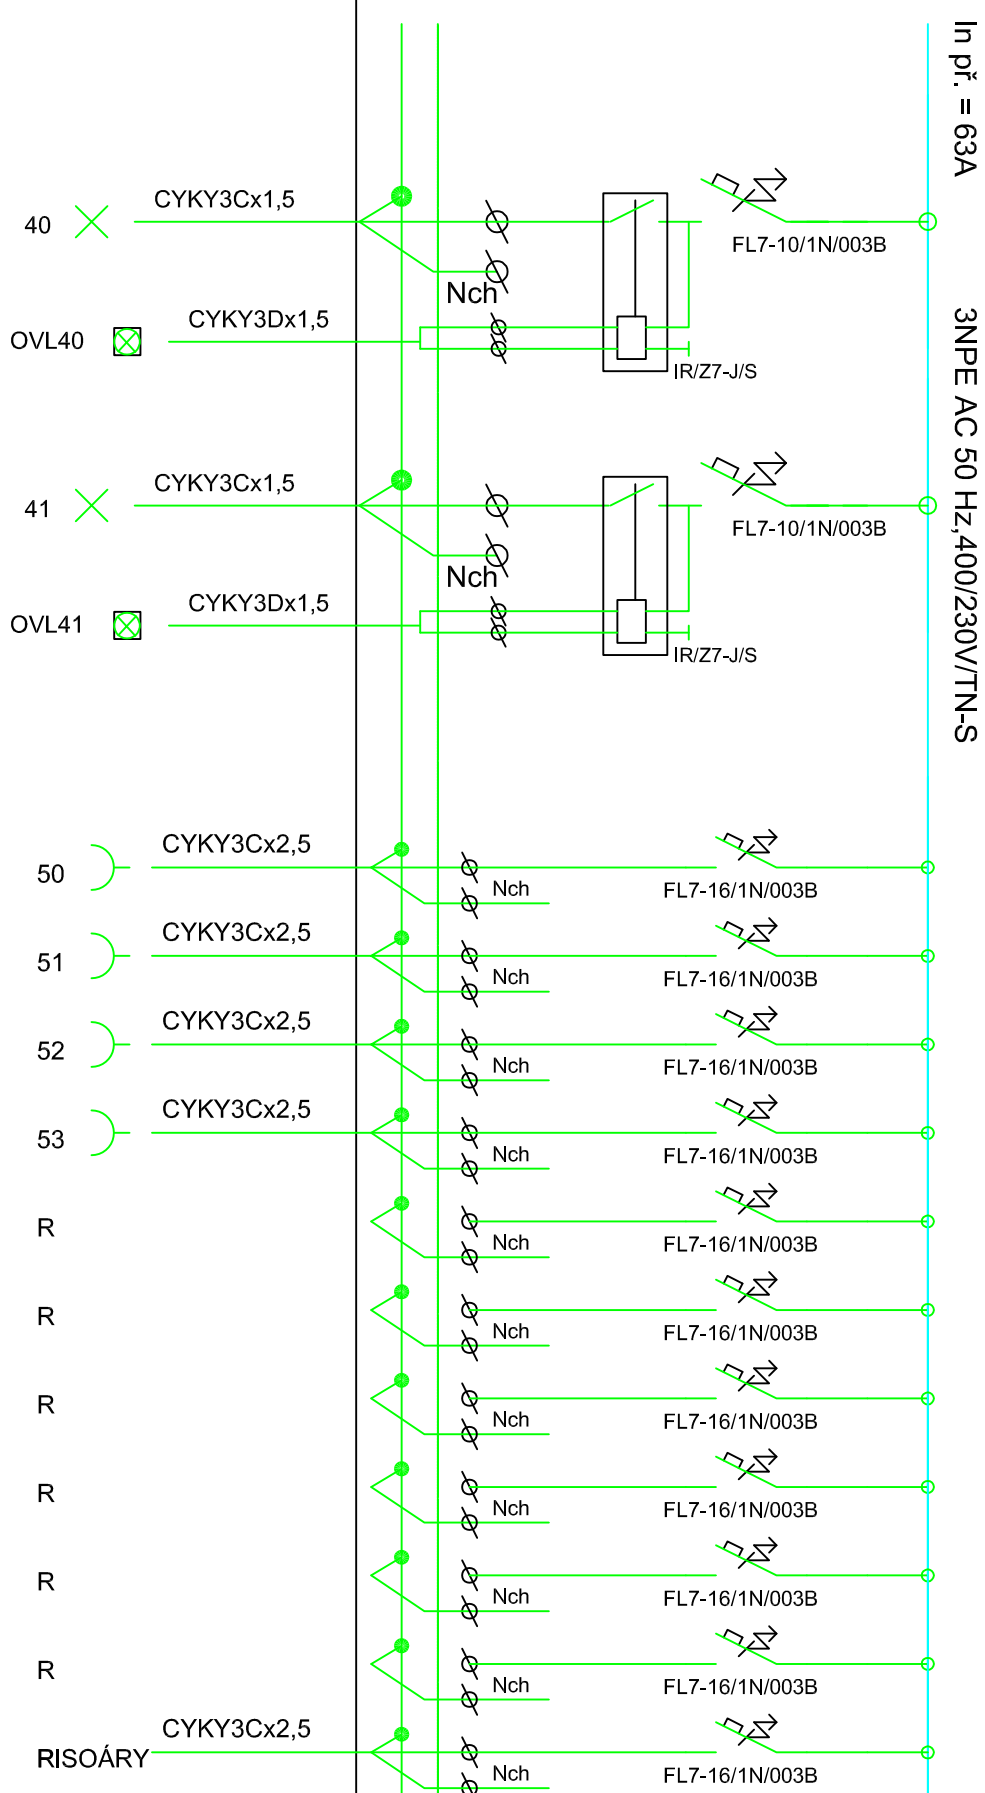 In př. = 63A
3NPE AC 50 Hz,400/230V/TN-S
CYKY3Cx1,5
40
FL7-10/1N/003B
Nch
CYKY3Dx1,5
OVL40
IR/Z7-J/S
CYKY3Cx1,5
41
FL7-10/1N/003B
Nch
CYKY3Dx1,5
OVL41
IR/Z7-J/S
CYKY3Cx2,5
50
Nch
FL7-16/1N/003B
CYKY3Cx2,5
51
Nch
FL7-16/1N/003B
CYKY3Cx2,5
52
Nch
FL7-16/1N/003B
CYKY3Cx2,5
53
Nch
FL7-16/1N/003B
R
Nch
FL7-16/1N/003B
R
Nch
FL7-16/1N/003B
R
Nch
FL7-16/1N/003B
R
Nch
FL7-16/1N/003B
R
Nch
FL7-16/1N/003B
R
Nch
FL7-16/1N/003B
CYKY3Cx2,5
RISOÁRY
Nch
FL7-16/1N/003B